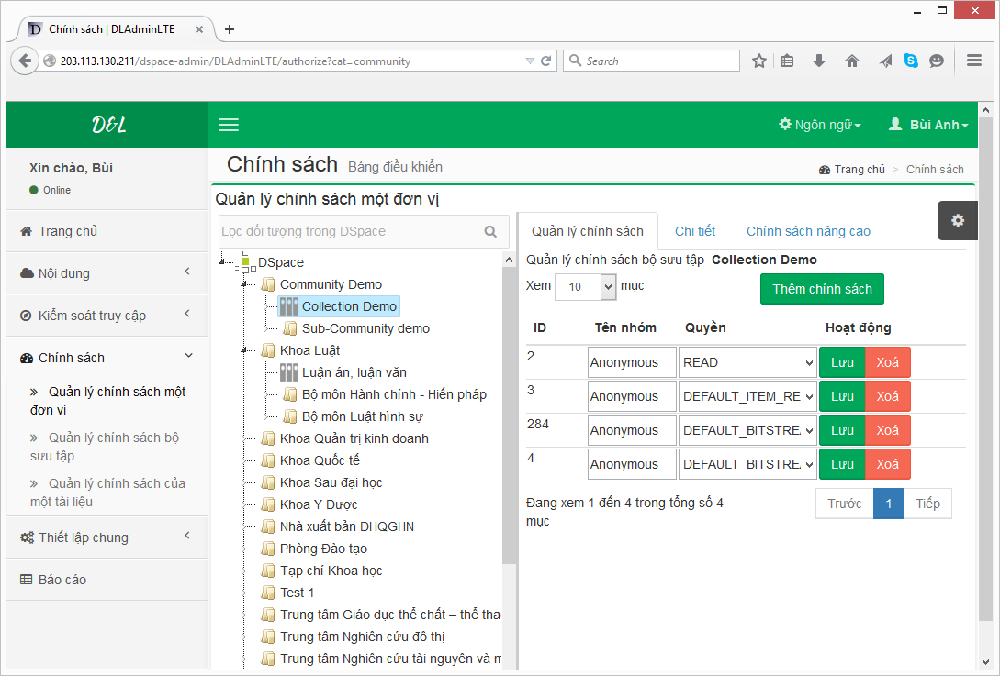 Chính sách | DLAdminLTE
203.113.130.211/dspace-admin/DLAdminLTE/authorize?cat=community
Search
D&L
Ngôn ngữ
Bùi Anh
Xin chào, Bùi
Online
Trang chủ
Nội dung
Kiểm soát truy cập
Chính sách
Quản lý chính sách một
đơn vị
Quản lý chính sách bộ
sưu tập
Quản lý chính sách của
một tài liệu
Thiết lập chung
Báo cáo
Chính sách Bảng điều khiển
Trang chủ > Chính sách
Quản lý chính sách một đơn vị
Lọc đối tượng trong DSpace
DSpace
Community Demo
Collection Demo
Sub-Community demo
Khoa Luật
Luận án, luận văn
Bộ môn Hành chính - Hiến pháp
Bộ môn Luật hình sự
Khoa Quản trị kinh doanh
Khoa Quốc tế
Khoa Sau đại học
Khoa Y Dược
Nhà xuất bản ĐHQGHN
Phòng Đào tạo
Tạp chí Khoa học
Test 1
Trung tâm Giáo dục thể chất – thể tha
Trung tâm Nghiên cứu đô thị
Trung tâm Nghiên cứu tài nguyên và m
Quản lý chính sách
Chi tiết
Chính sách nâng cao
Quản lý chính sách bộ sưu tập Collection Demo
Xem 10 mục
Thêm chính sách
ID Tên nhóm Quyền Hoạt động
2 Anonymous READ Lưu Xoá
3 Anonymous DEFAULT_ITEM_RE Lưu Xoá
284 Anonymous DEFAULT_BITSTREA Lưu Xoá
4 Anonymous DEFAULT_BITSTREA Lưu Xoá
Đang xem 1 đến 4 trong tổng số 4
mục
Trước 1 Tiếp